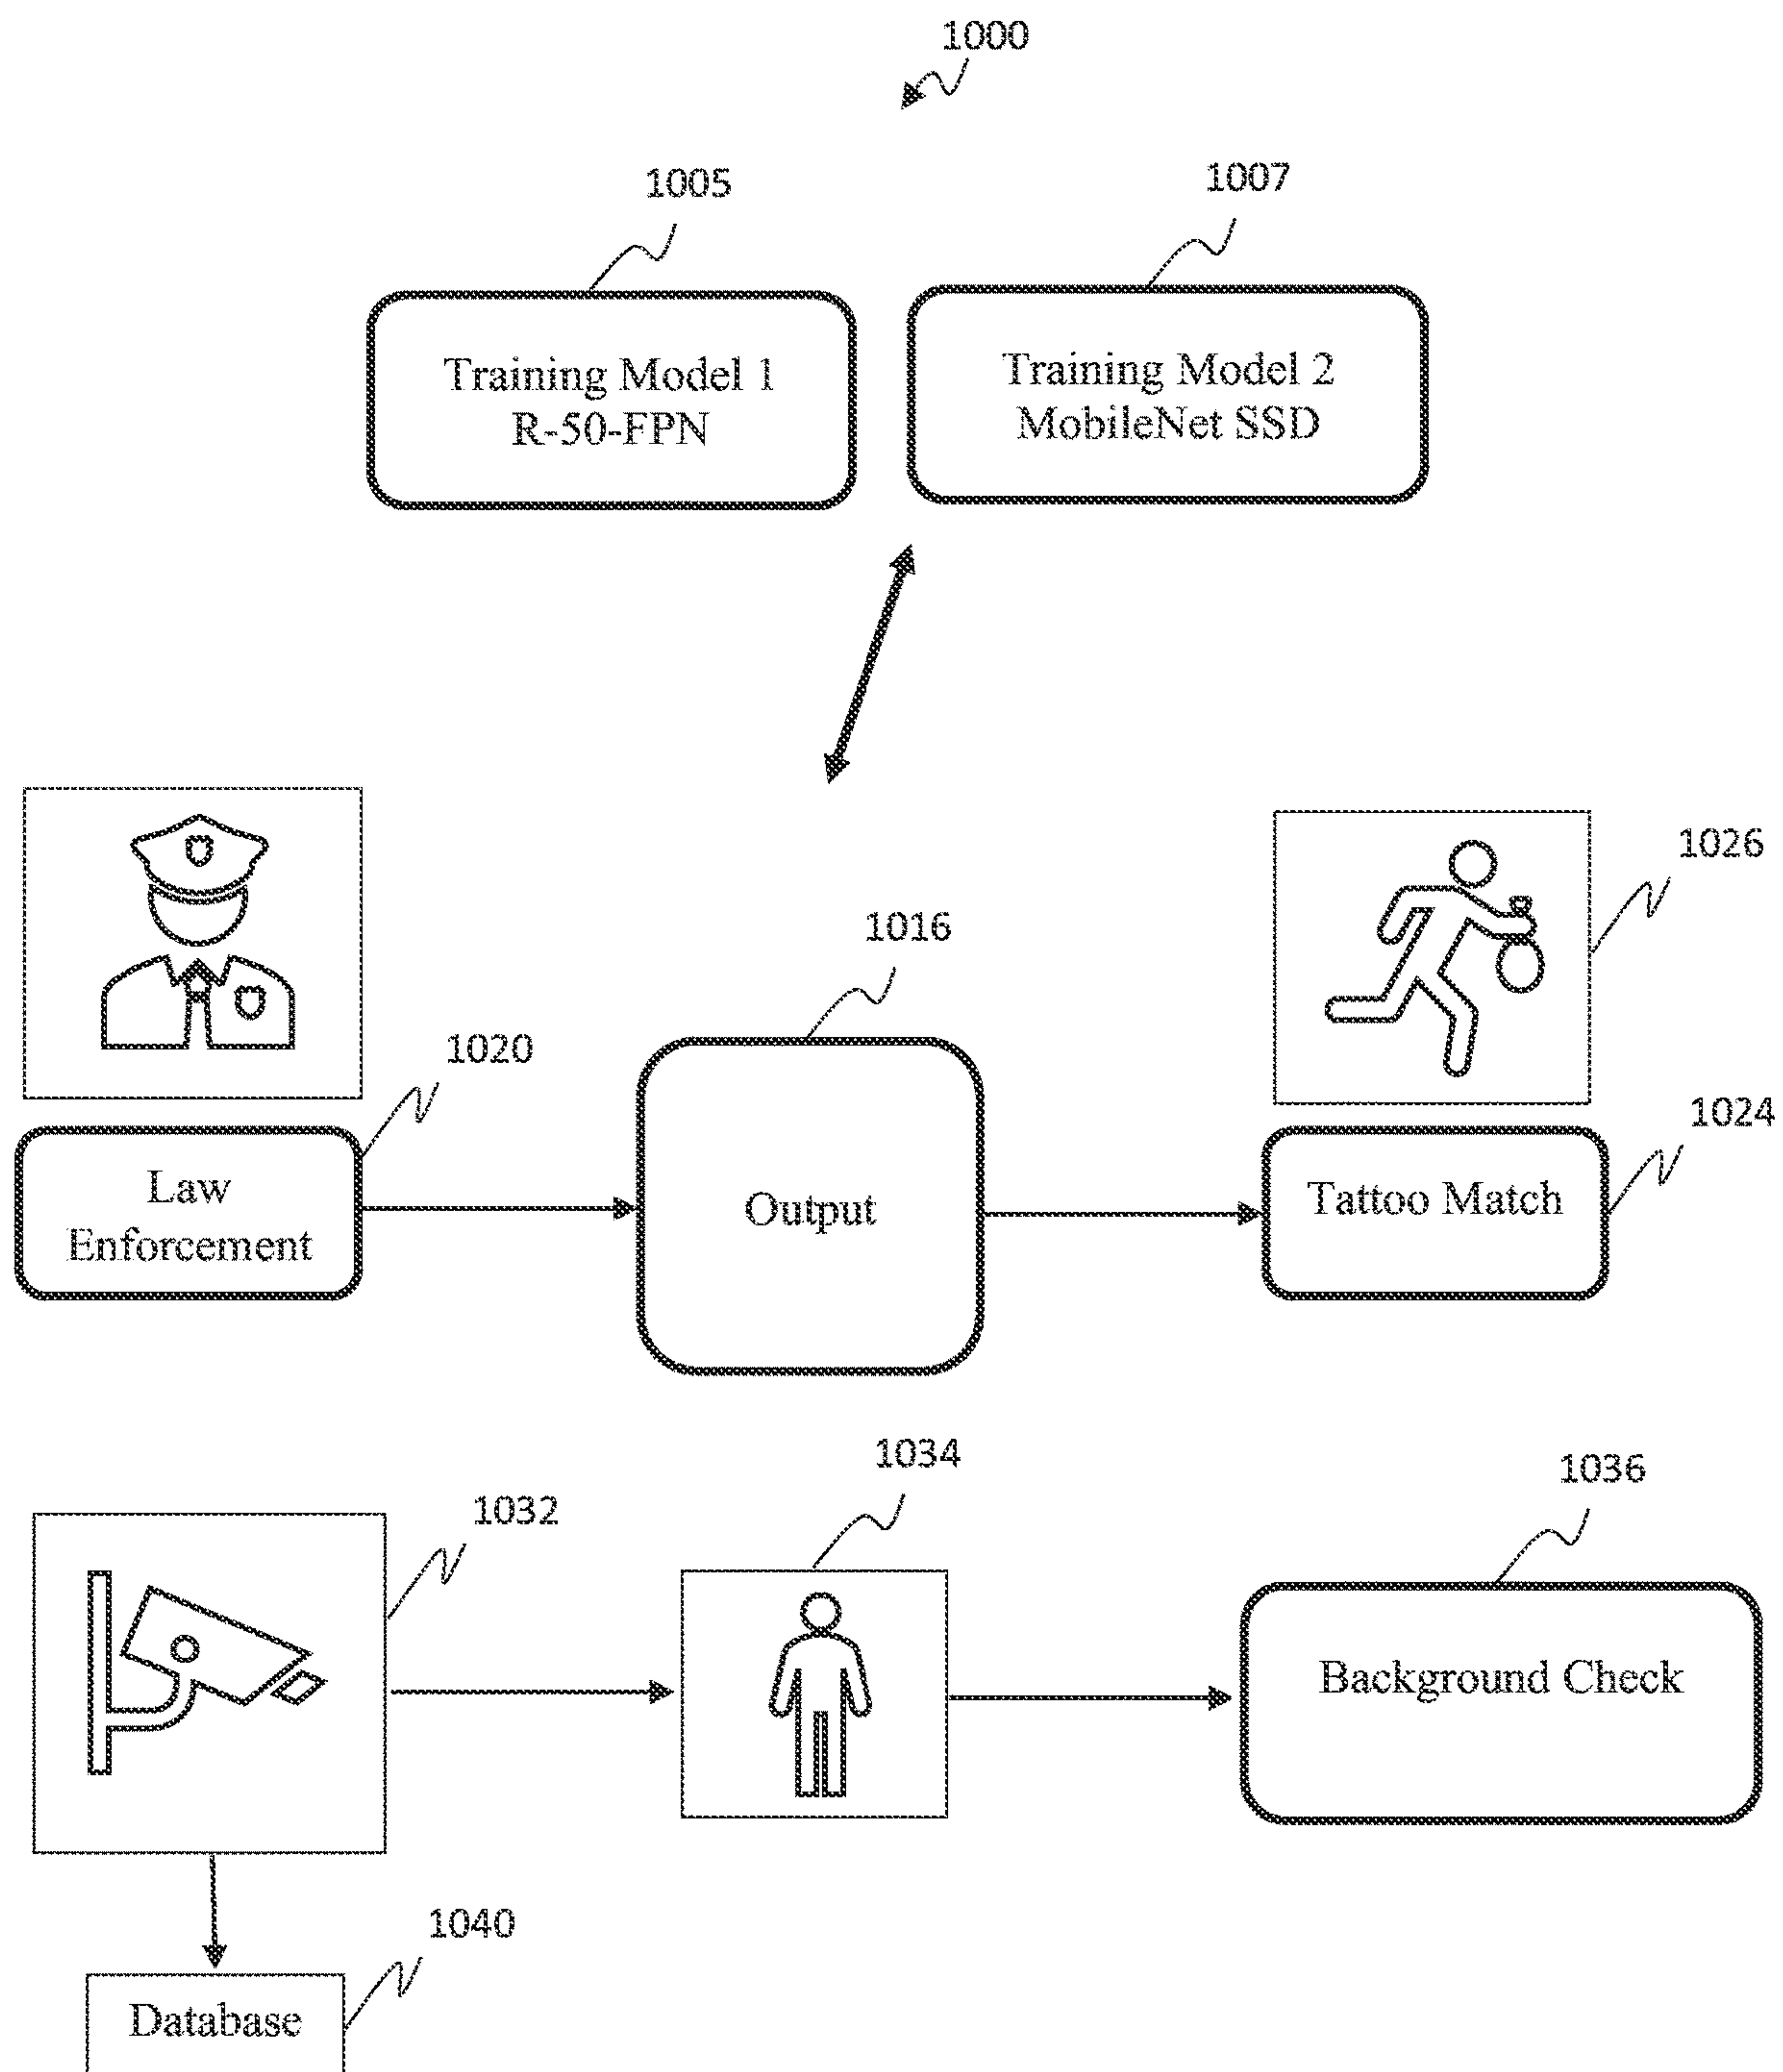 1000
1005
1007
Training Model 1
R-50-FPN
Training Model 2
MobileNet SSD
1026
1016
1020
1024
Law
Enforcement
Output
Tattoo Match
1034
1036
1032
Background Check
1040
Database